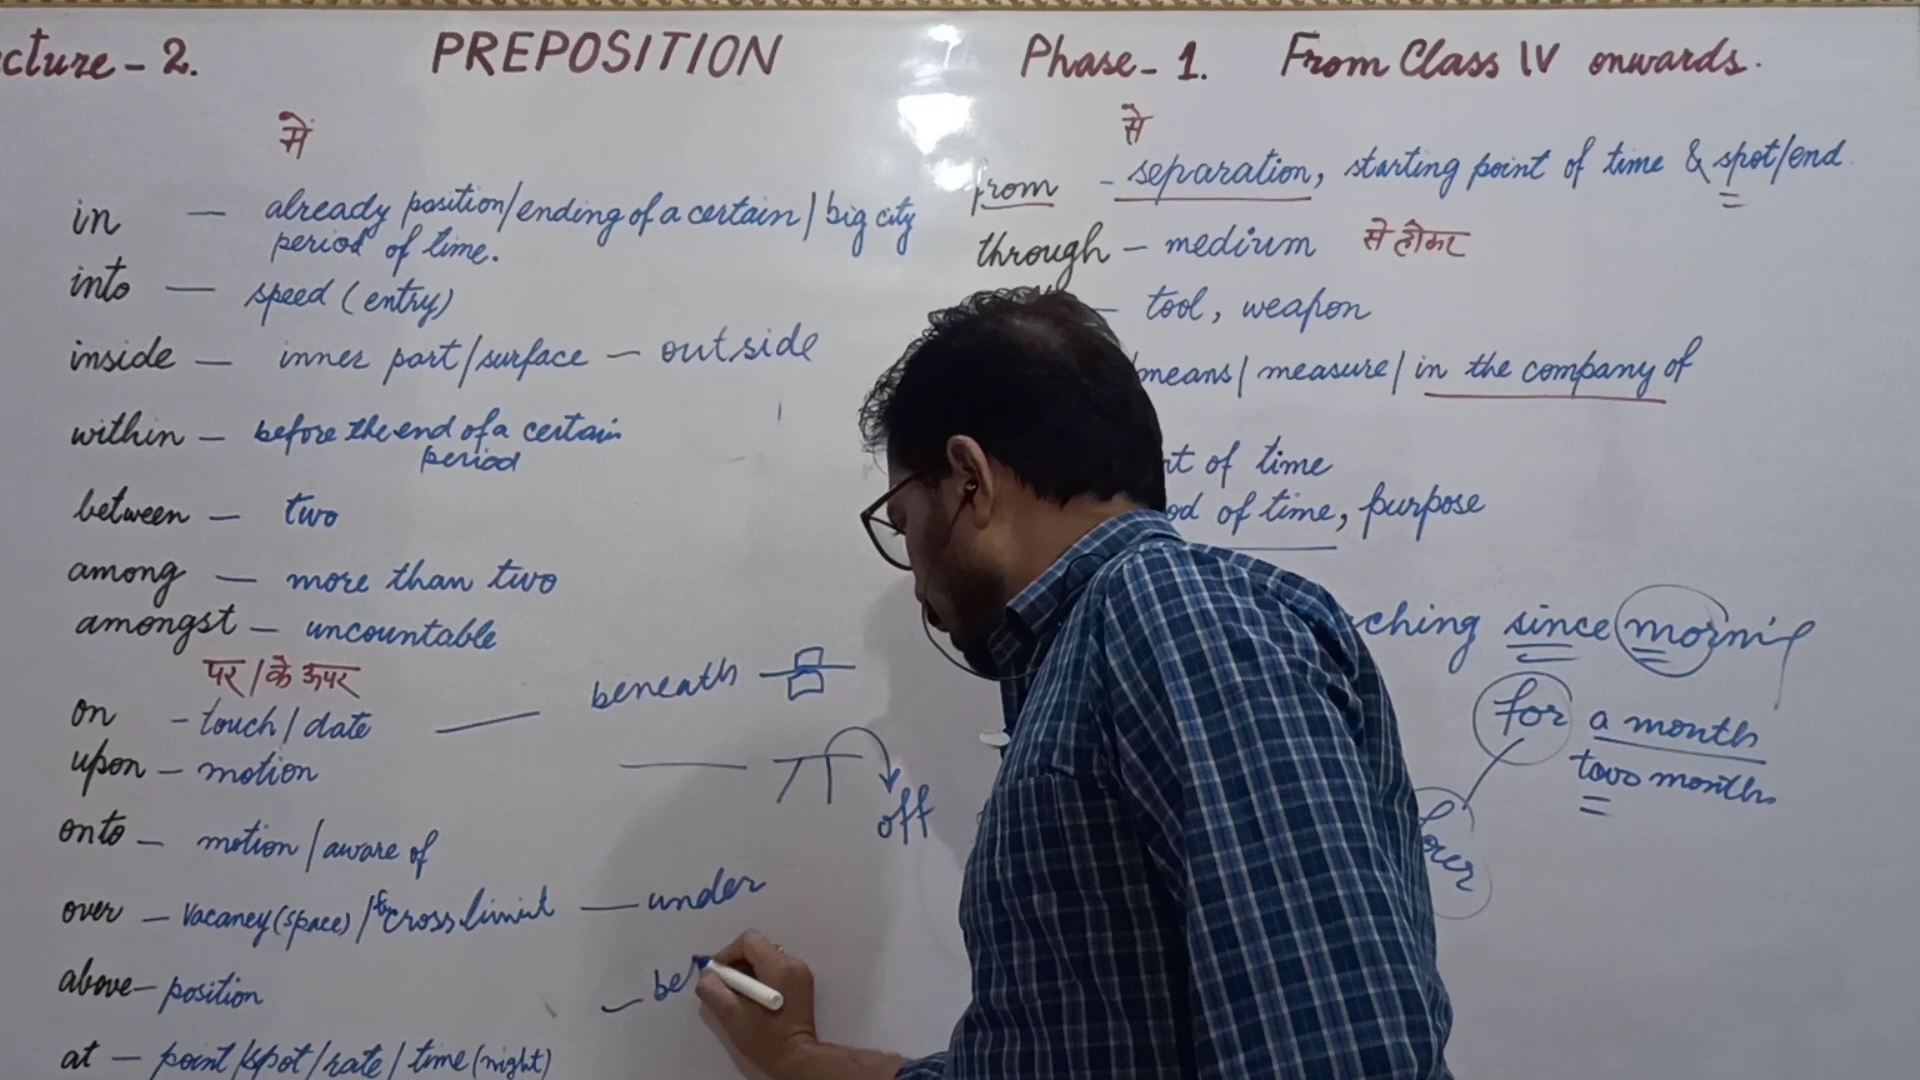 cture - 2. PREPOSITION Phase - 1. From Class IV onwards.
में
in — already position/ending of a certain / big city
period of time.
into — speed (entry)
inside — inner part/surface — outside
within — before the end of a certain
period
between — two
among — more than two
amongst — uncountable
पर/के ऊपर
on - touch/date — beneath
upon — motion
off
onto — motion/aware of
over — vacancy(space)/ cross limit — under
above — position — be
at — point/spot/rate/time(night)
से
from - separation, starting point of time & spot/end
through — medium से होकर
— tool, weapon
means/measure/in the company of
t of time
od of time, purpose
ching since morning
for a month
two months